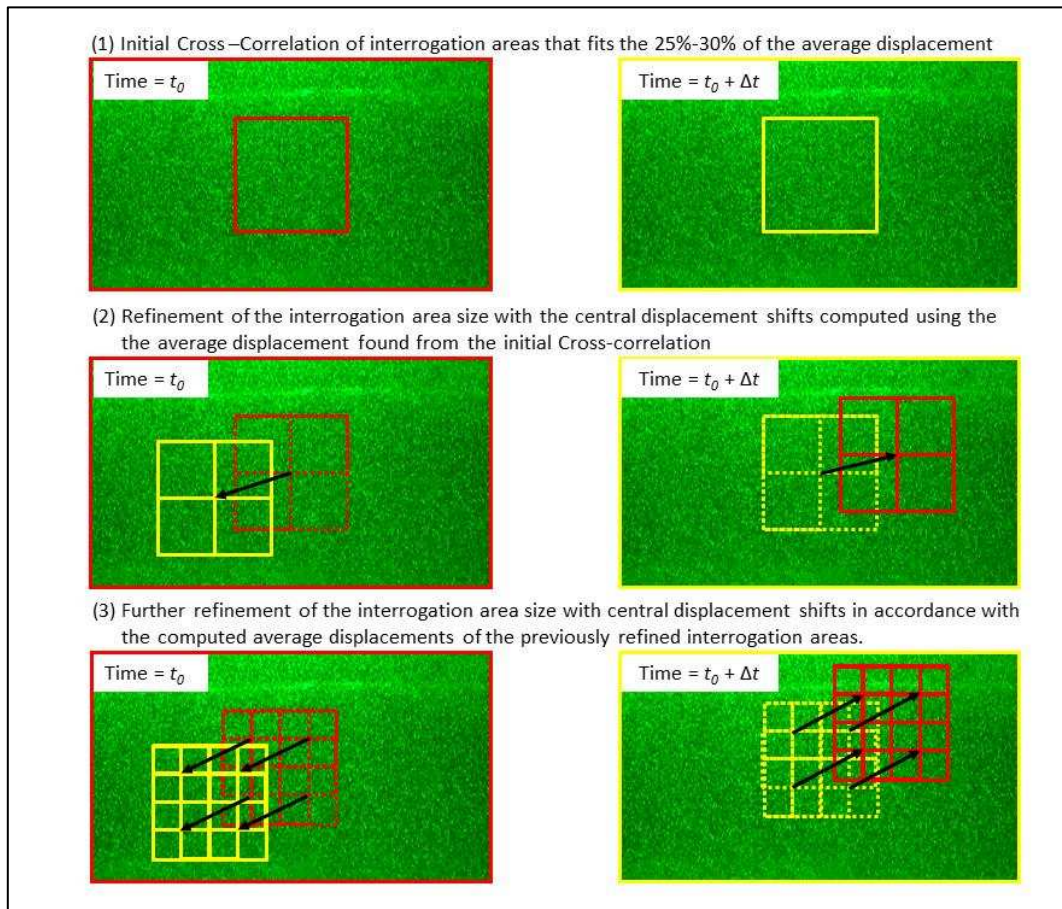 (1) Initial Cross –Correlation of interrogation areas that fits the 25%-30% of the average displacement
Time = t0
Time = t0 + Δt
(2) Refinement of the interrogation area size with the central displacement shifts computed using the
the average displacement found from the initial Cross-correlation
Time = t0
Time = t0 + Δt
(3) Further refinement of the interrogation area size with central displacement shifts in accordance with
the computed average displacements of the previously refined interrogation areas.
Time = t0
Time = t0 + Δt